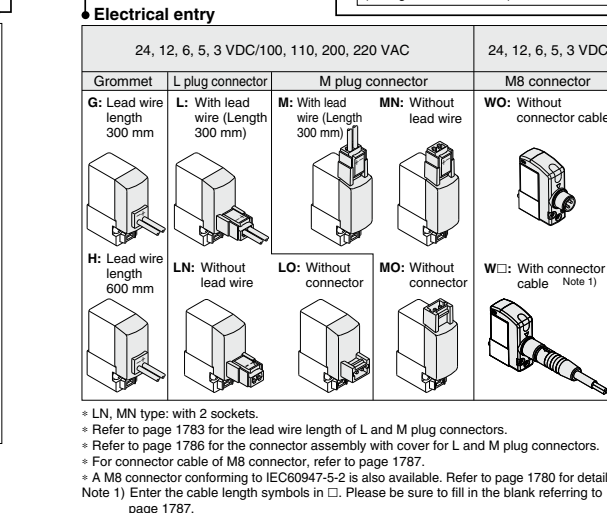 Electrical entry
24, 12, 6, 5, 3 VDC/100, 110, 200, 220 VAC
24, 12, 6, 5, 3 VDC
Grommet
L plug connector
M plug connector
M8 connector
G: Lead wire
length
300 mm
L: With lead
wire (Length
300 mm)
M: With lead
wire (Length
300 mm)
MN: Without
lead wire
WO: Without
connector cable
H: Lead wire
length
600 mm
LN: Without
lead wire
LO: Without
connector
MO: Without
connector
W□: With connector
cable Note 1)
∗ LN, MN type: with 2 sockets.
∗ Refer to page 1783 for the lead wire length of L and M plug connectors.
∗ Refer to page 1786 for the connector assembly with cover for L and M plug connectors.
∗ For connector cable of M8 connector, refer to page 1787.
∗ A M8 connector conforming to IEC60947-5-2 is also available. Refer to page 1780 for detail
Note 1) Enter the cable length symbols in □. Please be sure to fill in the blank referring to
page 1787.